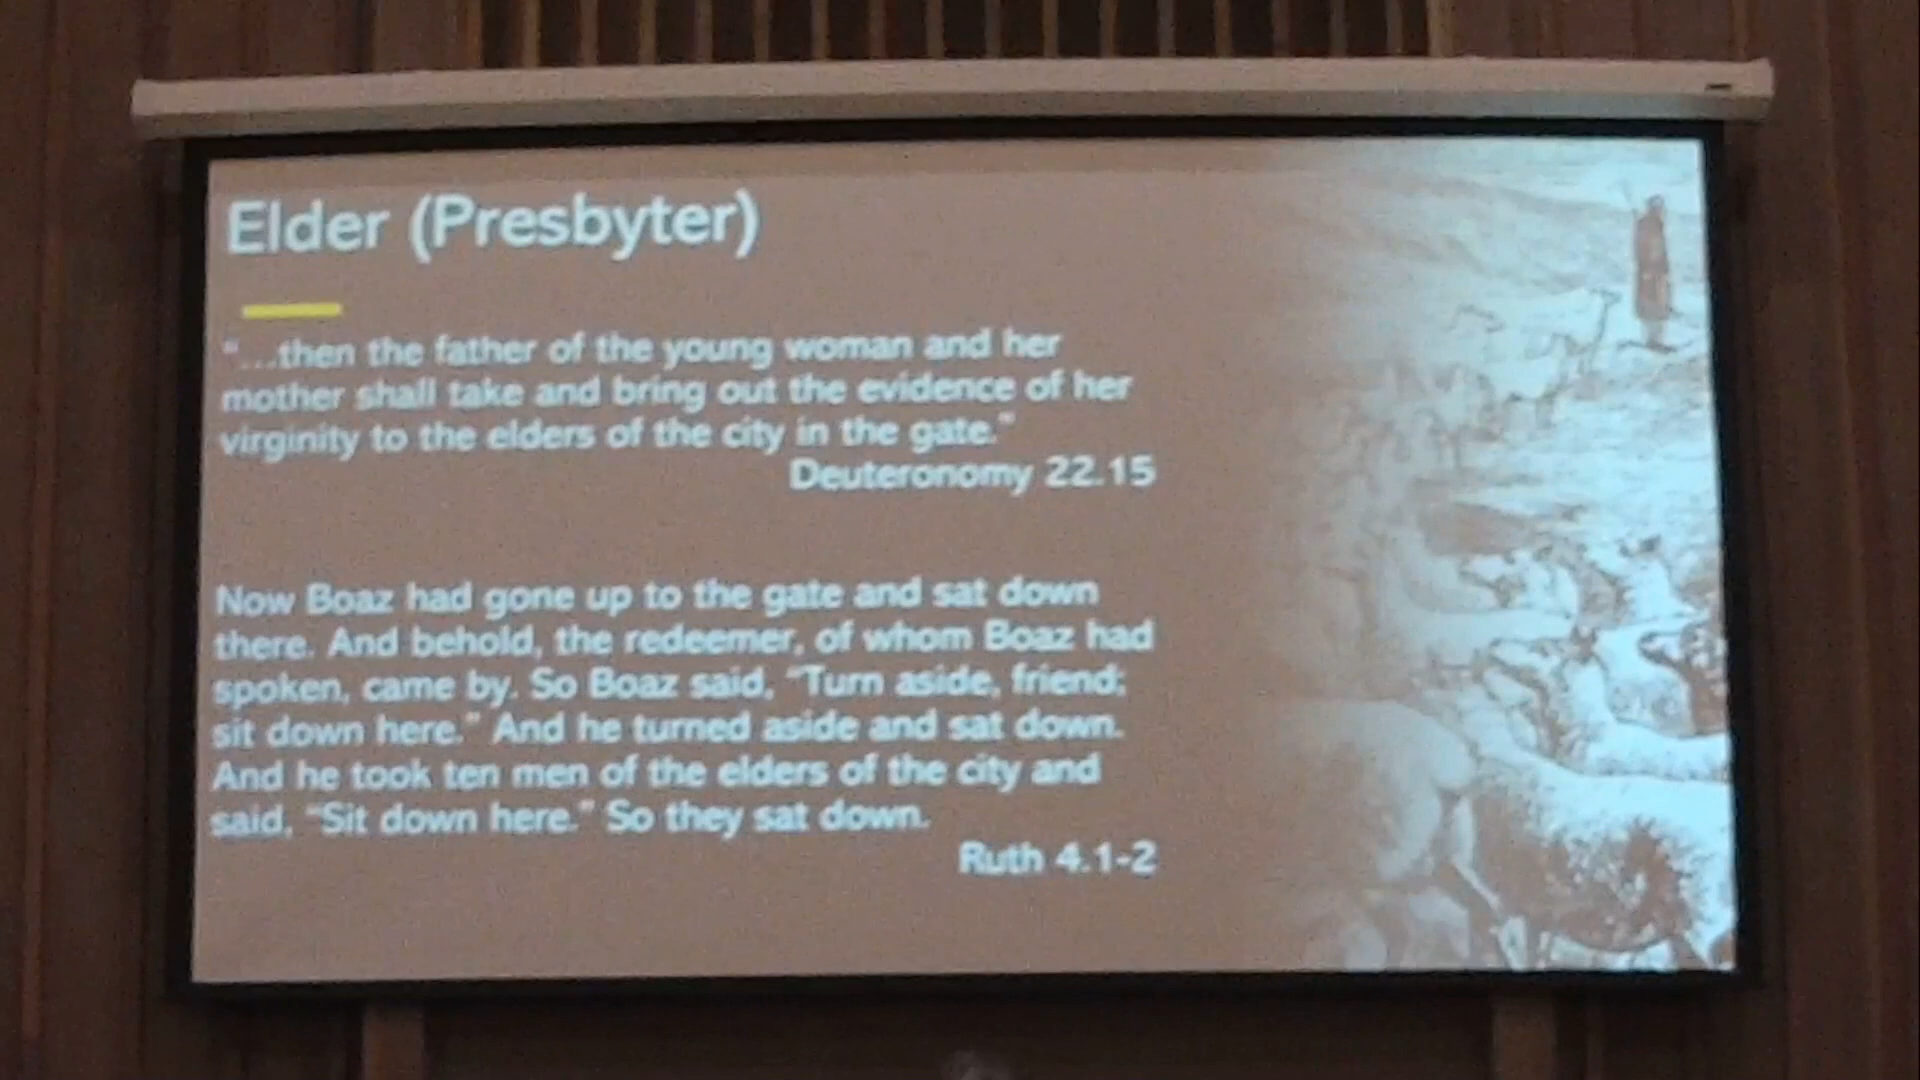 Elder (Presbyter)
"...then the father of the young woman and her
mother shall take and bring out the evidence of her
virginity to the elders of the city in the gate."
Deuteronomy 22.15
Now Boaz had gone up to the gate and sat down
there. And behold, the redeemer, of whom Boaz had
spoken, came by. So Boaz said, "Turn aside, friend;
sit down here." And he turned aside and sat down.
And he took ten men of the elders of the city and
said, "Sit down here." So they sat down.
Ruth 4.1-2